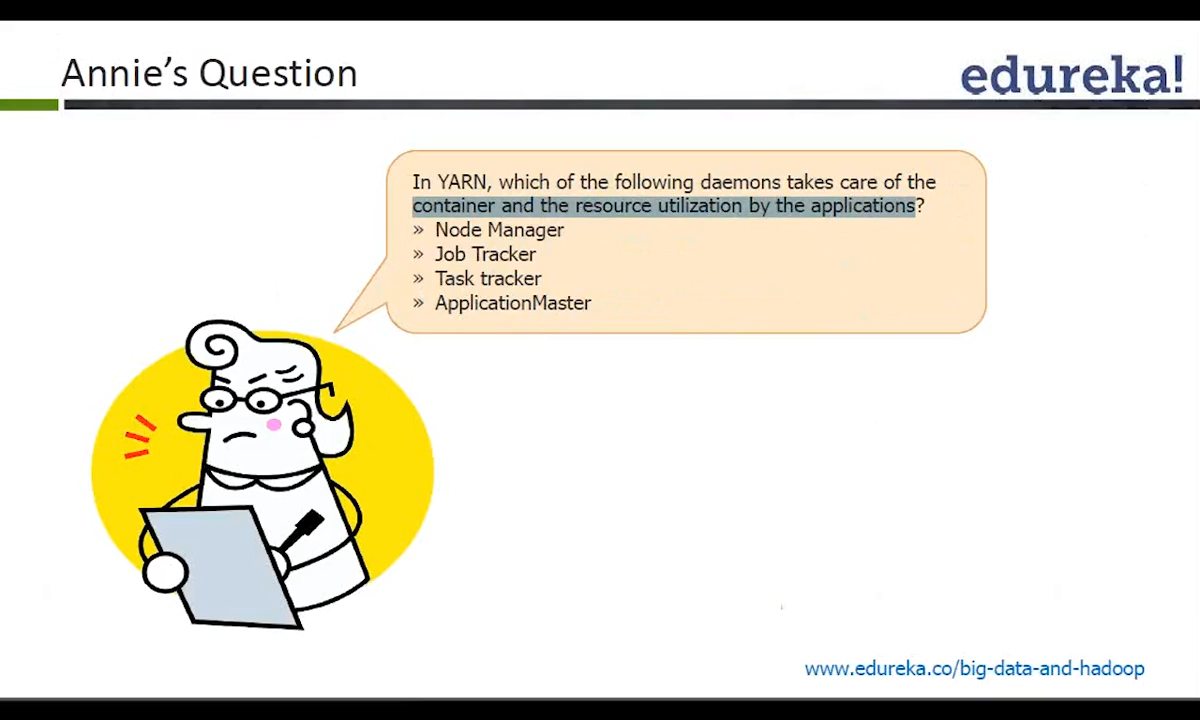 Annie's Question
edureka!
In YARN, which of the following daemons takes care of the
container and the resource utilization by the applications?
» Node Manager
» Job Tracker
» Task tracker
» ApplicationMaster
www.edureka.co/big-data-and-hadoop